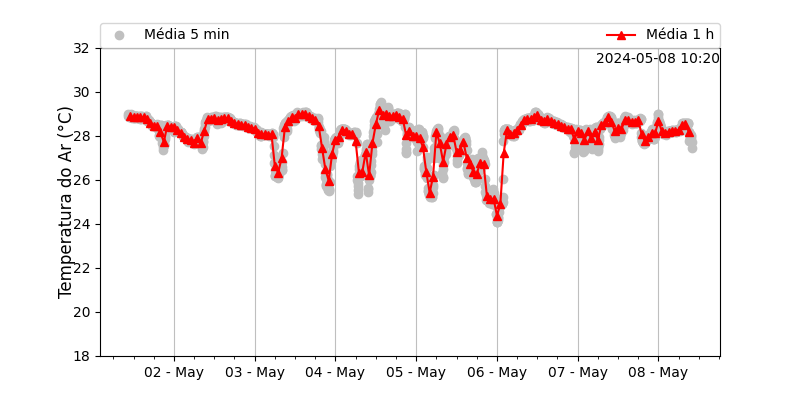 Média 5 min
Média 1 h
2024-05-08 10:20
Temperatura do Ar (°C)
32
30
28
26
24
22
20
18
02 - May
03 - May
04 - May
05 - May
06 - May
07 - May
08 - May